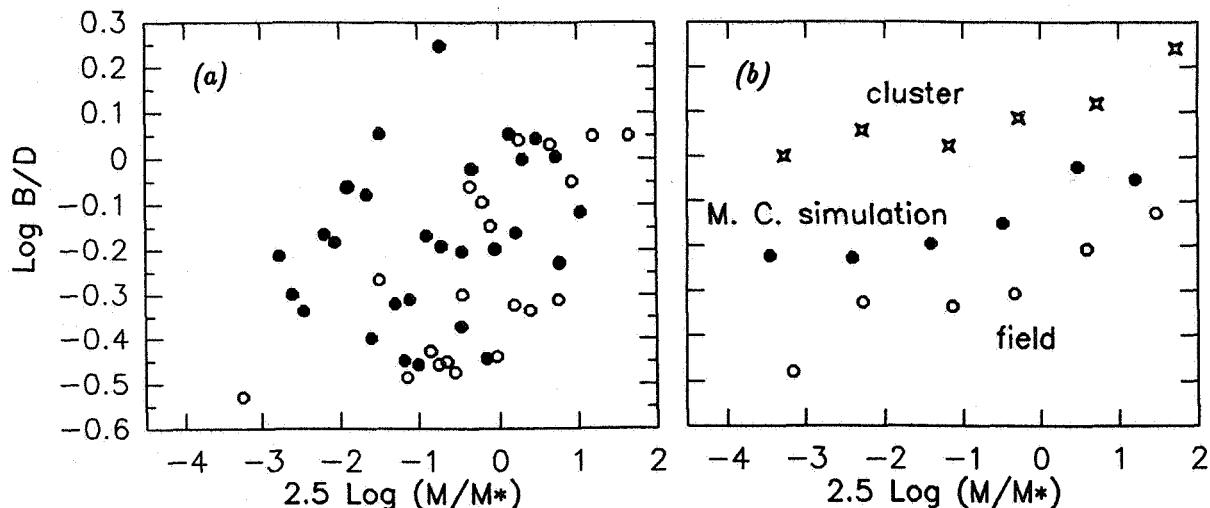 0.3
0.2
0.1
0
−0.1
−0.2
−0.3
−0.4
−0.5
−0.6
Log B/D
(a)
−4 −3 −2 −1 0 1 2
2.5 Log (M/M*)
(b)
cluster
M. C. simulation
field
−4 −3 −2 −1 0 1 2
2.5 Log (M/M*)